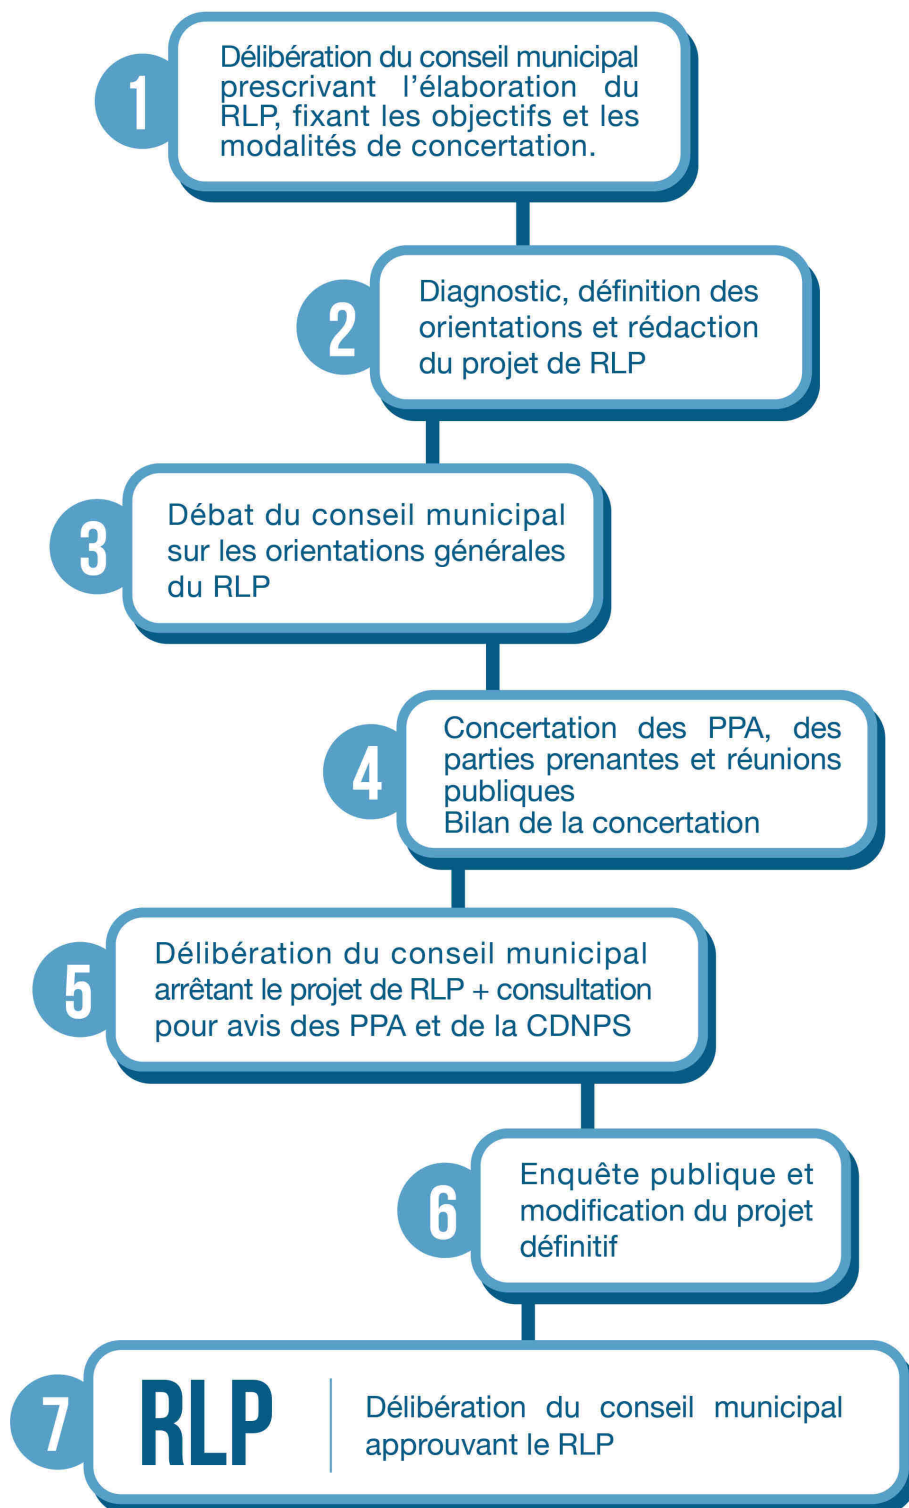 1
Délibération du conseil municipal
prescrivant l'élaboration du
RLP, fixant les objectifs et les
modalités de concertation.
2
Diagnostic, définition des
orientations et rédaction
du projet de RLP
3
Débat du conseil municipal
sur les orientations générales
du RLP
4
Concertation des PPA, des
parties prenantes et réunions
publiques
Bilan de la concertation
5
Délibération du conseil municipal
arrêtant le projet de RLP + consultation
pour avis des PPA et de la CDNPS
6
Enquête publique et
modification du projet
définitif
7
RLP
Délibération du conseil municipal
approuvant le RLP